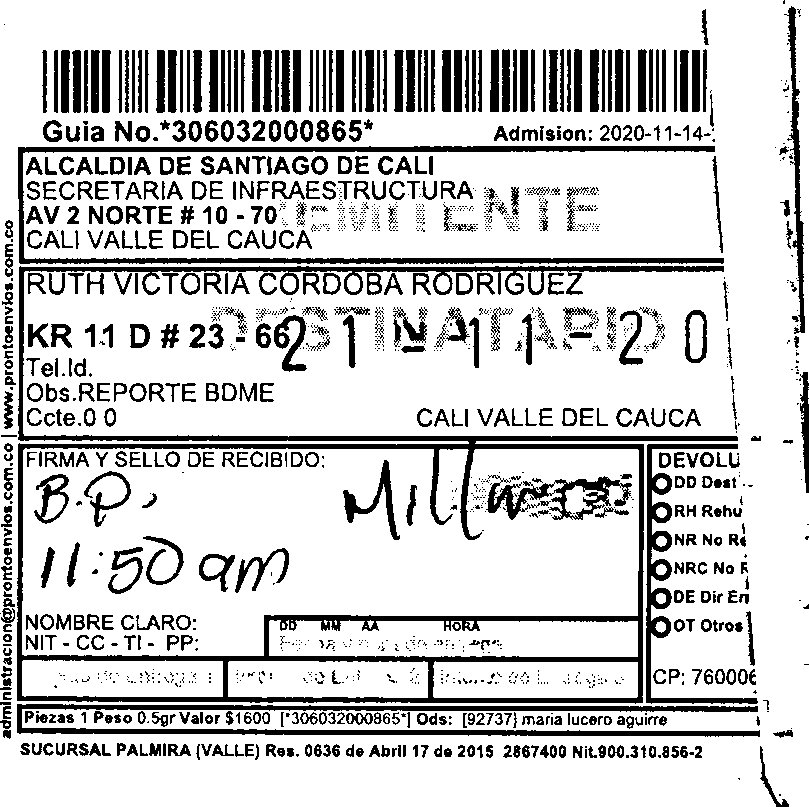 Guia No.*306032000865*
Admision: 2020-11-14-
ALCALDIA DE SANTIAGO DE CALI
SECRETARIA DE INFRAESTRUCTURA
AV 2 NORTE # 10 - 70
REMITENTE
CALI VALLE DEL CAUCA
RUTH VICTORIA CORDOBA RODRIGUEZ
DESTINATARIO
KR 11 D # 23 - 66
21 N 11 - 20
Tel.Id.
Obs.REPORTE BDME
Ccte.0 0
CALI VALLE DEL CAUCA
FIRMA Y SELLO DE RECIBIDO:
B.P.
11:50 am
NOMBRE CLARO:
NIT - CC - TI - PP:
DD MM AA HORA
DEVOLU
DD Dest
RH Rehu
NR No Re
NRC No R
DE Dir En
OT Otros
CP: 760006
Piezas 1 Peso 0.5gr Valor $1600 [*306032000865*] Ods: [92737] maria lucero aguirre
SUCURSAL PALMIRA (VALLE) Res. 0636 de Abril 17 de 2015 2867400 Nit.900.310.856-2
administracion@prontoenvios.com.co | www.prontoenvios.com.co